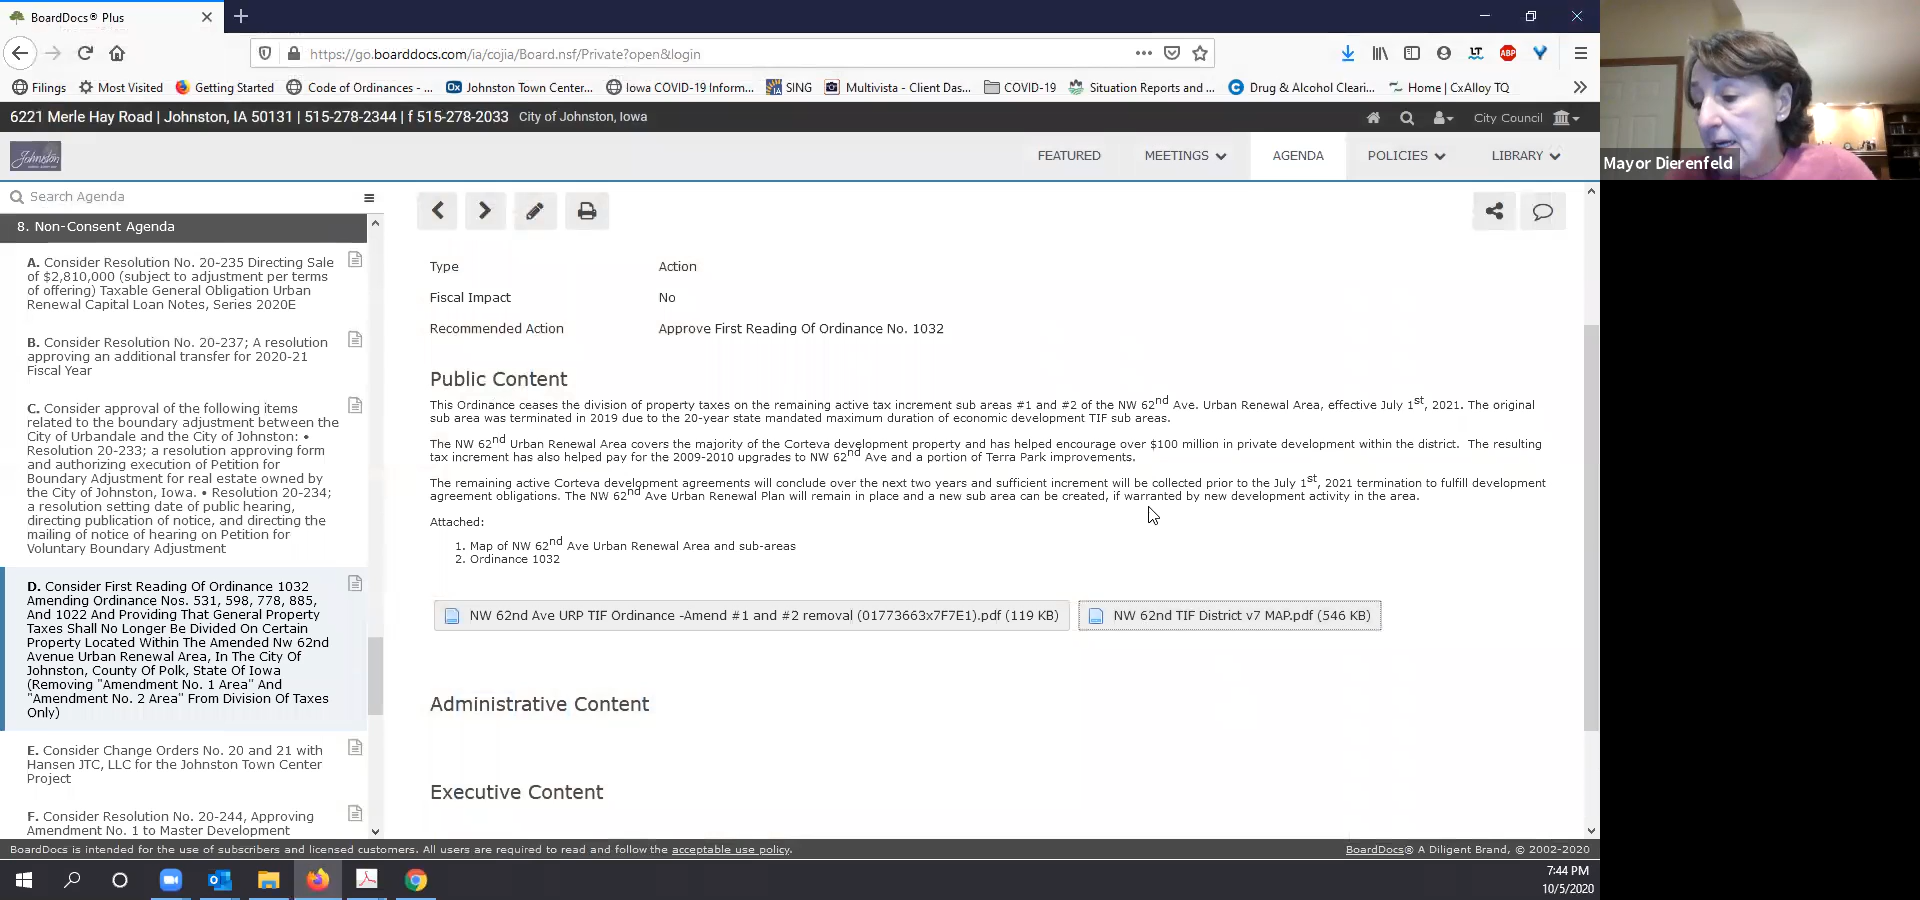 BoardDocs® Plus
https://go.boarddocs.com/ia/cojia/Board.nsf/Private?open&login
Filings
Most Visited
Getting Started
Code of Ordinances - ...
Johnston Town Center...
Iowa COVID-19 Inform...
SING
Multivista - Client Das...
COVID-19
Situation Reports and ...
Drug & Alcohol Cleari...
Home | CxAlloy TQ
6221 Merle Hay Road | Johnston, IA 50131 | 515-278-2344 | f 515-278-2033 City of Johnston, Iowa
City Council
Johnston
FEATURED
MEETINGS
AGENDA
POLICIES
LIBRARY
Mayor Dierenfeld
Search Agenda
8. Non-Consent Agenda
A. Consider Resolution No. 20-235 Directing Sale
of $2,810,000 (subject to adjustment per terms
of offering) Taxable General Obligation Urban
Renewal Capital Loan Notes, Series 2020E
B. Consider Resolution No. 20-237; A resolution
approving an additional transfer for 2020-21
Fiscal Year
C. Consider approval of the following items
related to the boundary adjustment between the
City of Urbandale and the City of Johnston: •
Resolution 20-233; a resolution approving form
and authorizing execution of Petition for
Boundary Adjustment for real estate owned by
the City of Johnston, Iowa. • Resolution 20-234;
a resolution setting date of public hearing,
directing publication of notice, and directing the
mailing of notice of hearing on Petition for
Voluntary Boundary Adjustment
D. Consider First Reading Of Ordinance 1032
Amending Ordinance Nos. 531, 598, 778, 885,
And 1022 And Providing That General Property
Taxes Shall No Longer Be Divided On Certain
Property Located Within The Amended Nw 62nd
Avenue Urban Renewal Area, In The City Of
Johnston, County Of Polk, State Of Iowa
(Removing "Amendment No. 1 Area" And
"Amendment No. 2 Area" From Division Of Taxes
Only)
E. Consider Change Orders No. 20 and 21 with
Hansen JTC, LLC for the Johnston Town Center
Project
F. Consider Resolution No. 20-244, Approving
Amendment No. 1 to Master Development
Type Action
Fiscal Impact No
Recommended Action Approve First Reading Of Ordinance No. 1032
Public Content
This Ordinance ceases the division of property taxes on the remaining active tax increment sub areas #1 and #2 of the NW 62nd Ave. Urban Renewal Area, effective July 1st, 2021. The original
sub area was terminated in 2019 due to the 20-year state mandated maximum duration of economic development TIF sub areas.
The NW 62nd Urban Renewal Area covers the majority of the Corteva development property and has helped encourage over $100 million in private development within the district. The resulting
tax increment has also helped pay for the 2009-2010 upgrades to NW 62nd Ave and a portion of Terra Park improvements.
The remaining active Corteva development agreements will conclude over the next two years and sufficient increment will be collected prior to the July 1st, 2021 termination to fulfill development
agreement obligations. The NW 62nd Ave Urban Renewal Plan will remain in place and a new sub area can be created, if warranted by new development activity in the area.
Attached:
1. Map of NW 62nd Ave Urban Renewal Area and sub-areas
2. Ordinance 1032
NW 62nd Ave URP TIF Ordinance -Amend #1 and #2 removal (01773663x7F7E1).pdf (119 KB)
NW 62nd TIF District v7 MAP.pdf (546 KB)
Administrative Content
Executive Content
BoardDocs is intended for the use of subscribers and licensed customers. All users are required to read and follow the acceptable use policy.
BoardDocs® A Diligent Brand, © 2002-2020
7:44 PM
10/5/2020